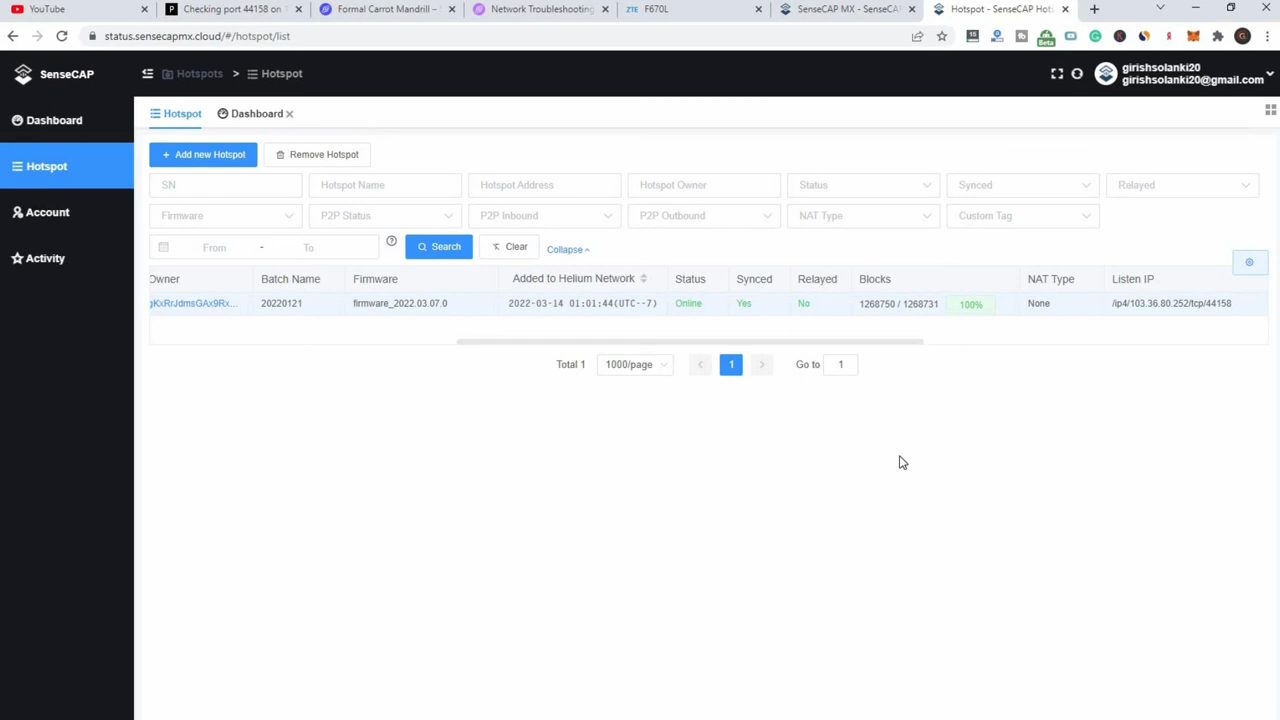 YouTube
Checking port 44158 on 1
Formal Carrot Mandrill –
Network Troubleshooting
ZTE F670L
SenseCAP MX - SenseCA
Hotspot - SenseCAP Hot
status.sensecapmx.cloud/#/hotspot/list
Beta
SenseCAP
Hotspots > Hotspot
girishsolanki20
girishsolanki20@gmail.com
Dashboard
Hotspot
Account
Activity
Hotspot
Dashboard
+ Add new Hotspot
Remove Hotspot
SN
Hotspot Name
Hotspot Address
Hotspot Owner
Status
Synced
Relayed
Firmware
P2P Status
P2P Inbound
P2P Outbound
NAT Type
Custom Tag
From - To
Search
Clear
Collapse
Owner Batch Name Firmware Added to Helium Network Status Synced Relayed Blocks NAT Type Listen IP
gKxRrJdmsGAx9Rx... 20220121 firmware_2022.03.07.0 2022-03-14 01:01:44(UTC--7) Online Yes No 1268750 / 1268731 100% None /ip4/103.36.80.252/tcp/44158
Total 1 1000/page < 1 > Go to 1